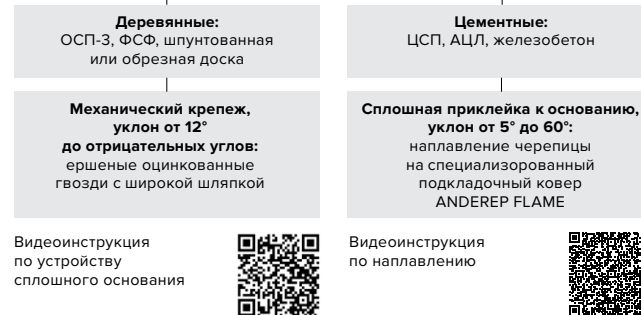 Деревянные:
ОСП-3, ФСФ, шпунтованная
или обрезная доска
Механический крепеж,
уклон от 12°
до отрицательных углов:
ершеные оцинкованные
гвозди с широкой шляпкой
Видеоинструкция
по устройству
сплошного основания
Цементные:
ЦСП, АЦЛ, железобетон
Сплошная приклейка к основанию,
уклон от 5° до 60°:
наплавление черепицы
на специализорованный
подкладочный ковер
ANDEREP FLAME
Видеоинструкция
по наплавлению